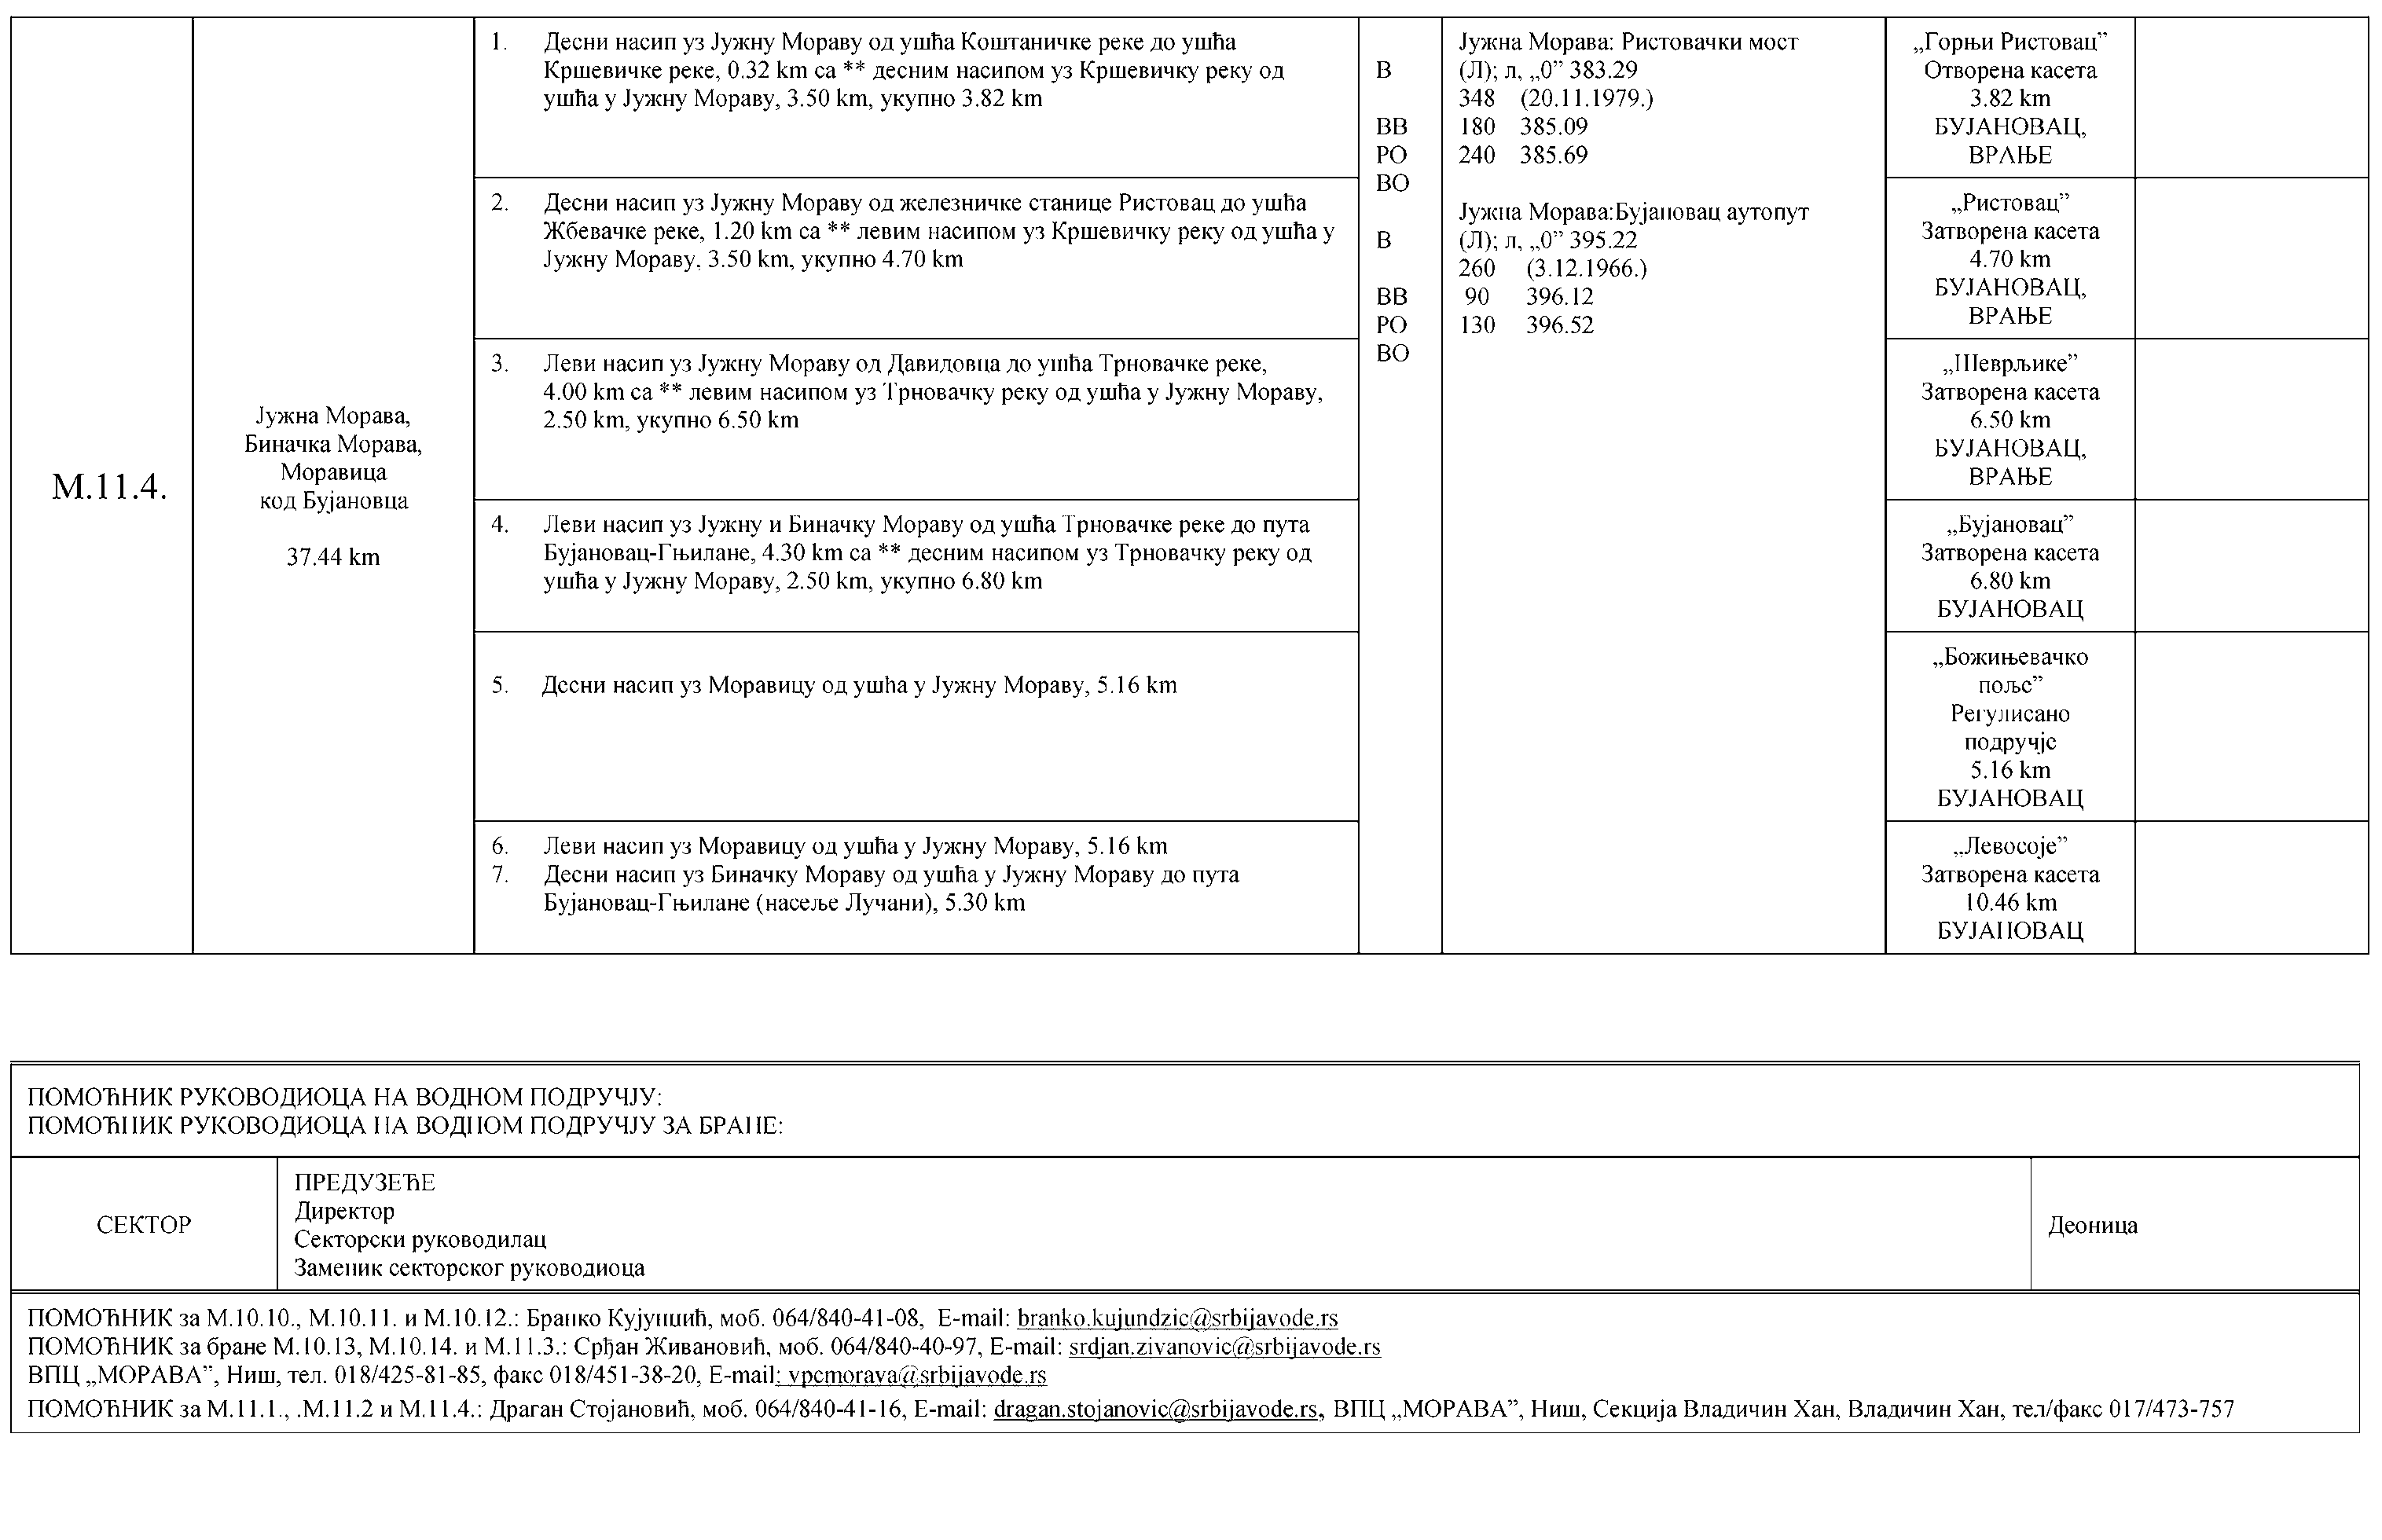 М.11.4.
Јужна Морава,
Биначка Морава,
Моравица
код Бујановца
37.44 km
1. Десни насип уз Јужну Мораву од ушћа Коштаничке реке до ушћа
Кршевичке реке, 0.32 km са ** десним насипом уз Кршевичку реку од
ушћа у Јужну Мораву, 3.50 km, укупно 3.82 km
2. Десни насип уз Јужну Мораву од железничке станице Ристовац до ушћа
Жбевачке реке, 1.20 km са ** левим насипом уз Кршевичку реку од ушћа у
Јужну Мораву, 3.50 km, укупно 4.70 km
3. Леви насип уз Јужну Мораву од Давидовца до ушћа Трновачке реке,
4.00 km са ** левим насипом уз Трновачку реку од ушћа у Јужну Мораву,
2.50 km, укупно 6.50 km
4. Леви насип уз Јужну и Биначку Мораву од ушћа Трновачке реке до пута
Бујановац-Гњилане, 4.30 km са ** десним насипом уз Трновачку реку од
ушћа у Јужну Мораву, 2.50 km, укупно 6.80 km
5. Десни насип уз Моравицу од ушћа у Јужну Мораву, 5.16 km
6. Леви насип уз Моравицу од ушћа у Јужну Мораву, 5.16 km
7. Десни насип уз Биначку Мораву од ушћа у Јужну Мораву до пута
Бујановац-Гњилане (насеље Лучани), 5.30 km
В
ВВ
РО
ВО
В
ВВ
РО
ВО
Јужна Морава: Ристовачки мост
(Л); л, „0” 383.29
348 (20.11.1979.)
180 385.09
240 385.69
Јужна Морава:Бујановац аутопут
(Л); л, „0” 395.22
260 (3.12.1966.)
90 396.12
130 396.52
„Горњи Ристовац”
Отворена касета
3.82 km
БУЈАНОВАЦ,
ВРАЊЕ
„Ристовац”
Затворена касета
4.70 km
БУЈАНОВАЦ,
ВРАЊЕ
„Шеврљике”
Затворена касета
6.50 km
БУЈАНОВАЦ,
ВРАЊЕ
„Бујановац”
Затворена касета
6.80 km
БУЈАНОВАЦ
„Божињевачко
поље”
Регулисано
подручје
5.16 km
БУЈАНОВАЦ
„Левосоје”
Затворена касета
10.46 km
БУЈАНОВАЦ
ПОМОЋНИК РУКОВОДИОЦА НА ВОДНОМ ПОДРУЧЈУ:
ПОМОЋНИК РУКОВОДИОЦА НА ВОДНОМ ПОДРУЧЈУ ЗА БРАНЕ:
СЕКТОР
ПРЕДУЗЕЋЕ
Директор
Секторски руководилац
Заменик секторског руководиоца
Деоница
ПОМОЋНИК за М.10.10., М.10.11. и М.10.12.: Бранко Кујунџић, моб. 064/840-41-08, E-mail: branko.kujundzic@srbijavode.rs
ПОМОЋНИК за бране М.10.13, М.10.14. и М.11.3.: Срђан Живановић, моб. 064/840-40-97, E-mail: srdjan.zivanovic@srbijavode.rs
ВПЦ „МОРАВА”, Ниш, тел. 018/425-81-85, факс 018/451-38-20, E-mail: vpcmorava@srbijavode.rs
ПОМОЋНИК за М.11.1., .М.11.2 и М.11.4.: Драган Стојановић, моб. 064/840-41-16, E-mail: dragan.stojanovic@srbijavode.rs, ВПЦ „МОРАВА”, Ниш, Секција Владичин Хан, Владичин Хан, тел/факс 017/473-757